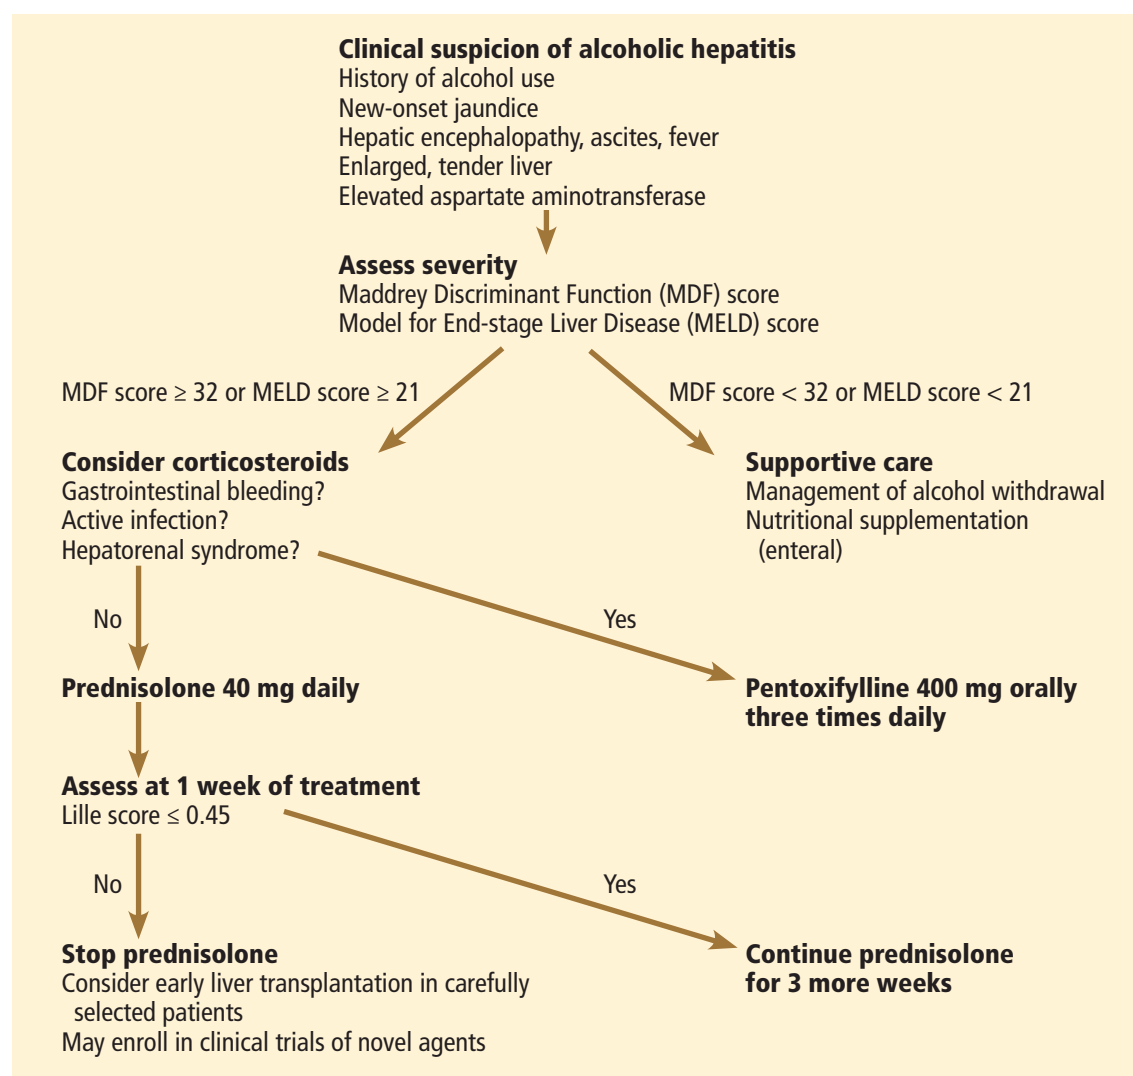 Clinical suspicion of alcoholic hepatitis
History of alcohol use
New-onset jaundice
Hepatic encephalopathy, ascites, fever
Enlarged, tender liver
Elevated aspartate aminotransferase
Assess severity
Maddrey Discriminant Function (MDF) score
Model for End-stage Liver Disease (MELD) score
MDF score ≥ 32 or MELD score ≥ 21
MDF score < 32 or MELD score < 21
Consider corticosteroids
Gastrointestinal bleeding?
Active infection?
Hepatorenal syndrome?
Supportive care
Management of alcohol withdrawal
Nutritional supplementation
(enteral)
No
Yes
Prednisolone 40 mg daily
Pentoxifylline 400 mg orally
three times daily
Assess at 1 week of treatment
Lille score ≤ 0.45
No
Yes
Stop prednisolone
Consider early liver transplantation in carefully
selected patients
May enroll in clinical trials of novel agents
Continue prednisolone
for 3 more weeks